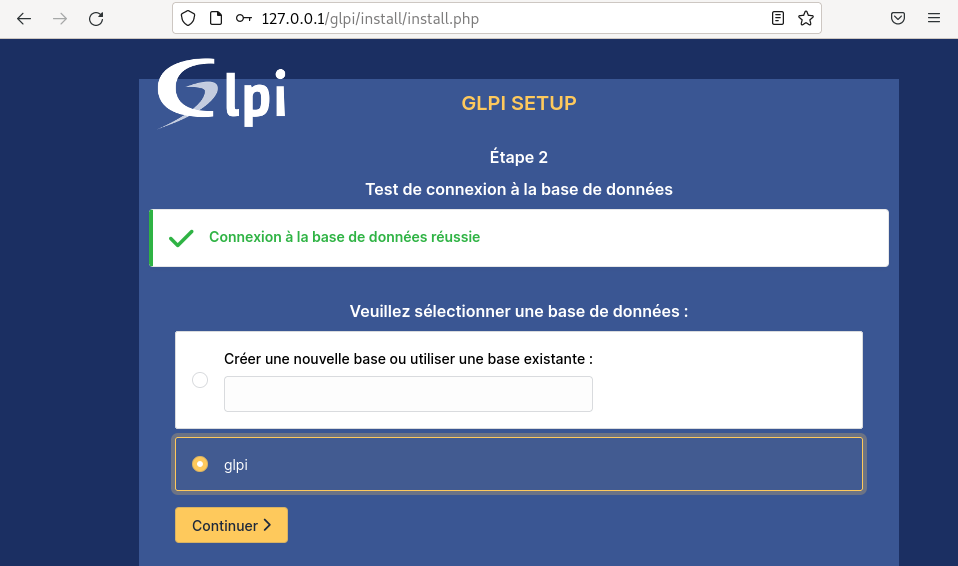 127.0.0.1/glpi/install/install.php
Glpi
GLPI SETUP
Étape 2
Test de connexion à la base de données
Connexion à la base de données réussie
Veuillez sélectionner une base de données :
Créer une nouvelle base ou utiliser une base existante :
glpi
Continuer